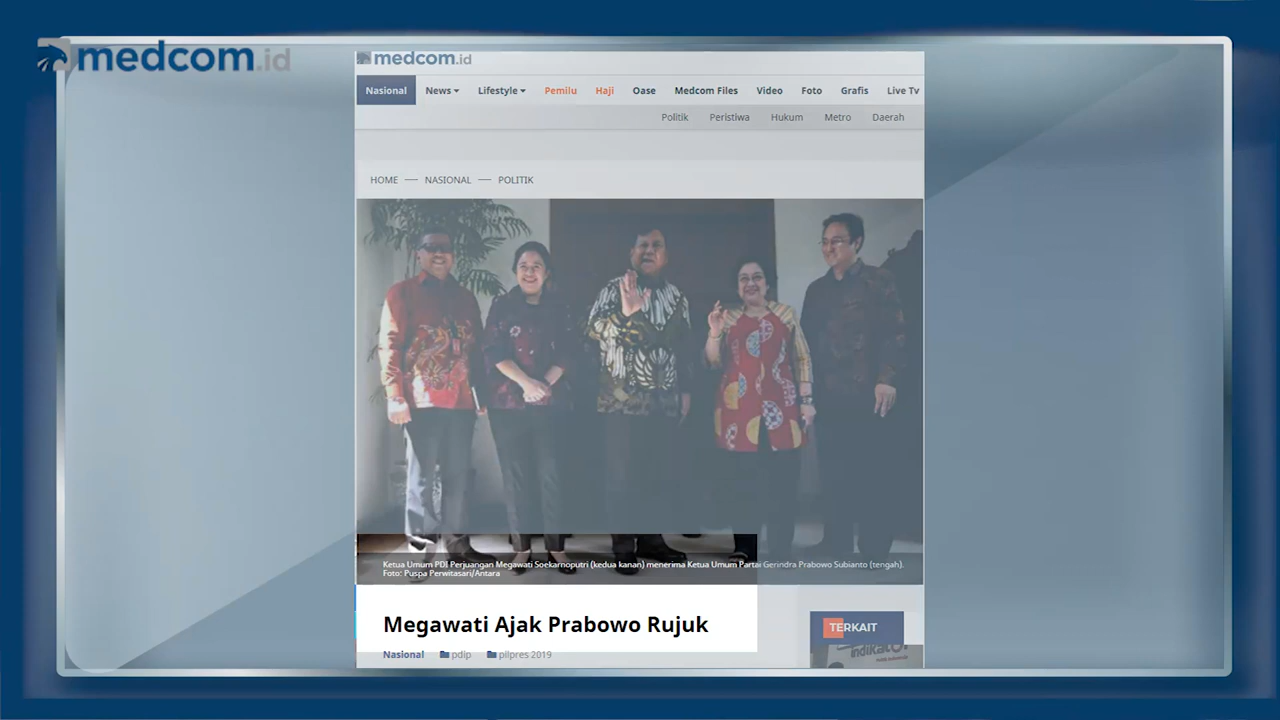 medcom.id
medcom.id
Nasional News Lifestyle Pemilu Haji Oase Medcom Files Video Foto Grafis Live Tv
Politik Peristiwa Hukum Metro Daerah
HOME — NASIONAL — POLITIK
Ketua Umum PDI Perjuangan Megawati Soekarnoputri (kedua kanan) menerima Ketua Umum Partai Gerindra Prabowo Subianto (tengah).
Foto: Puspa Perwitasari/Antara
Megawati Ajak Prabowo Rujuk
TERKAIT
Nasional pdip pilpres 2019
Indikator